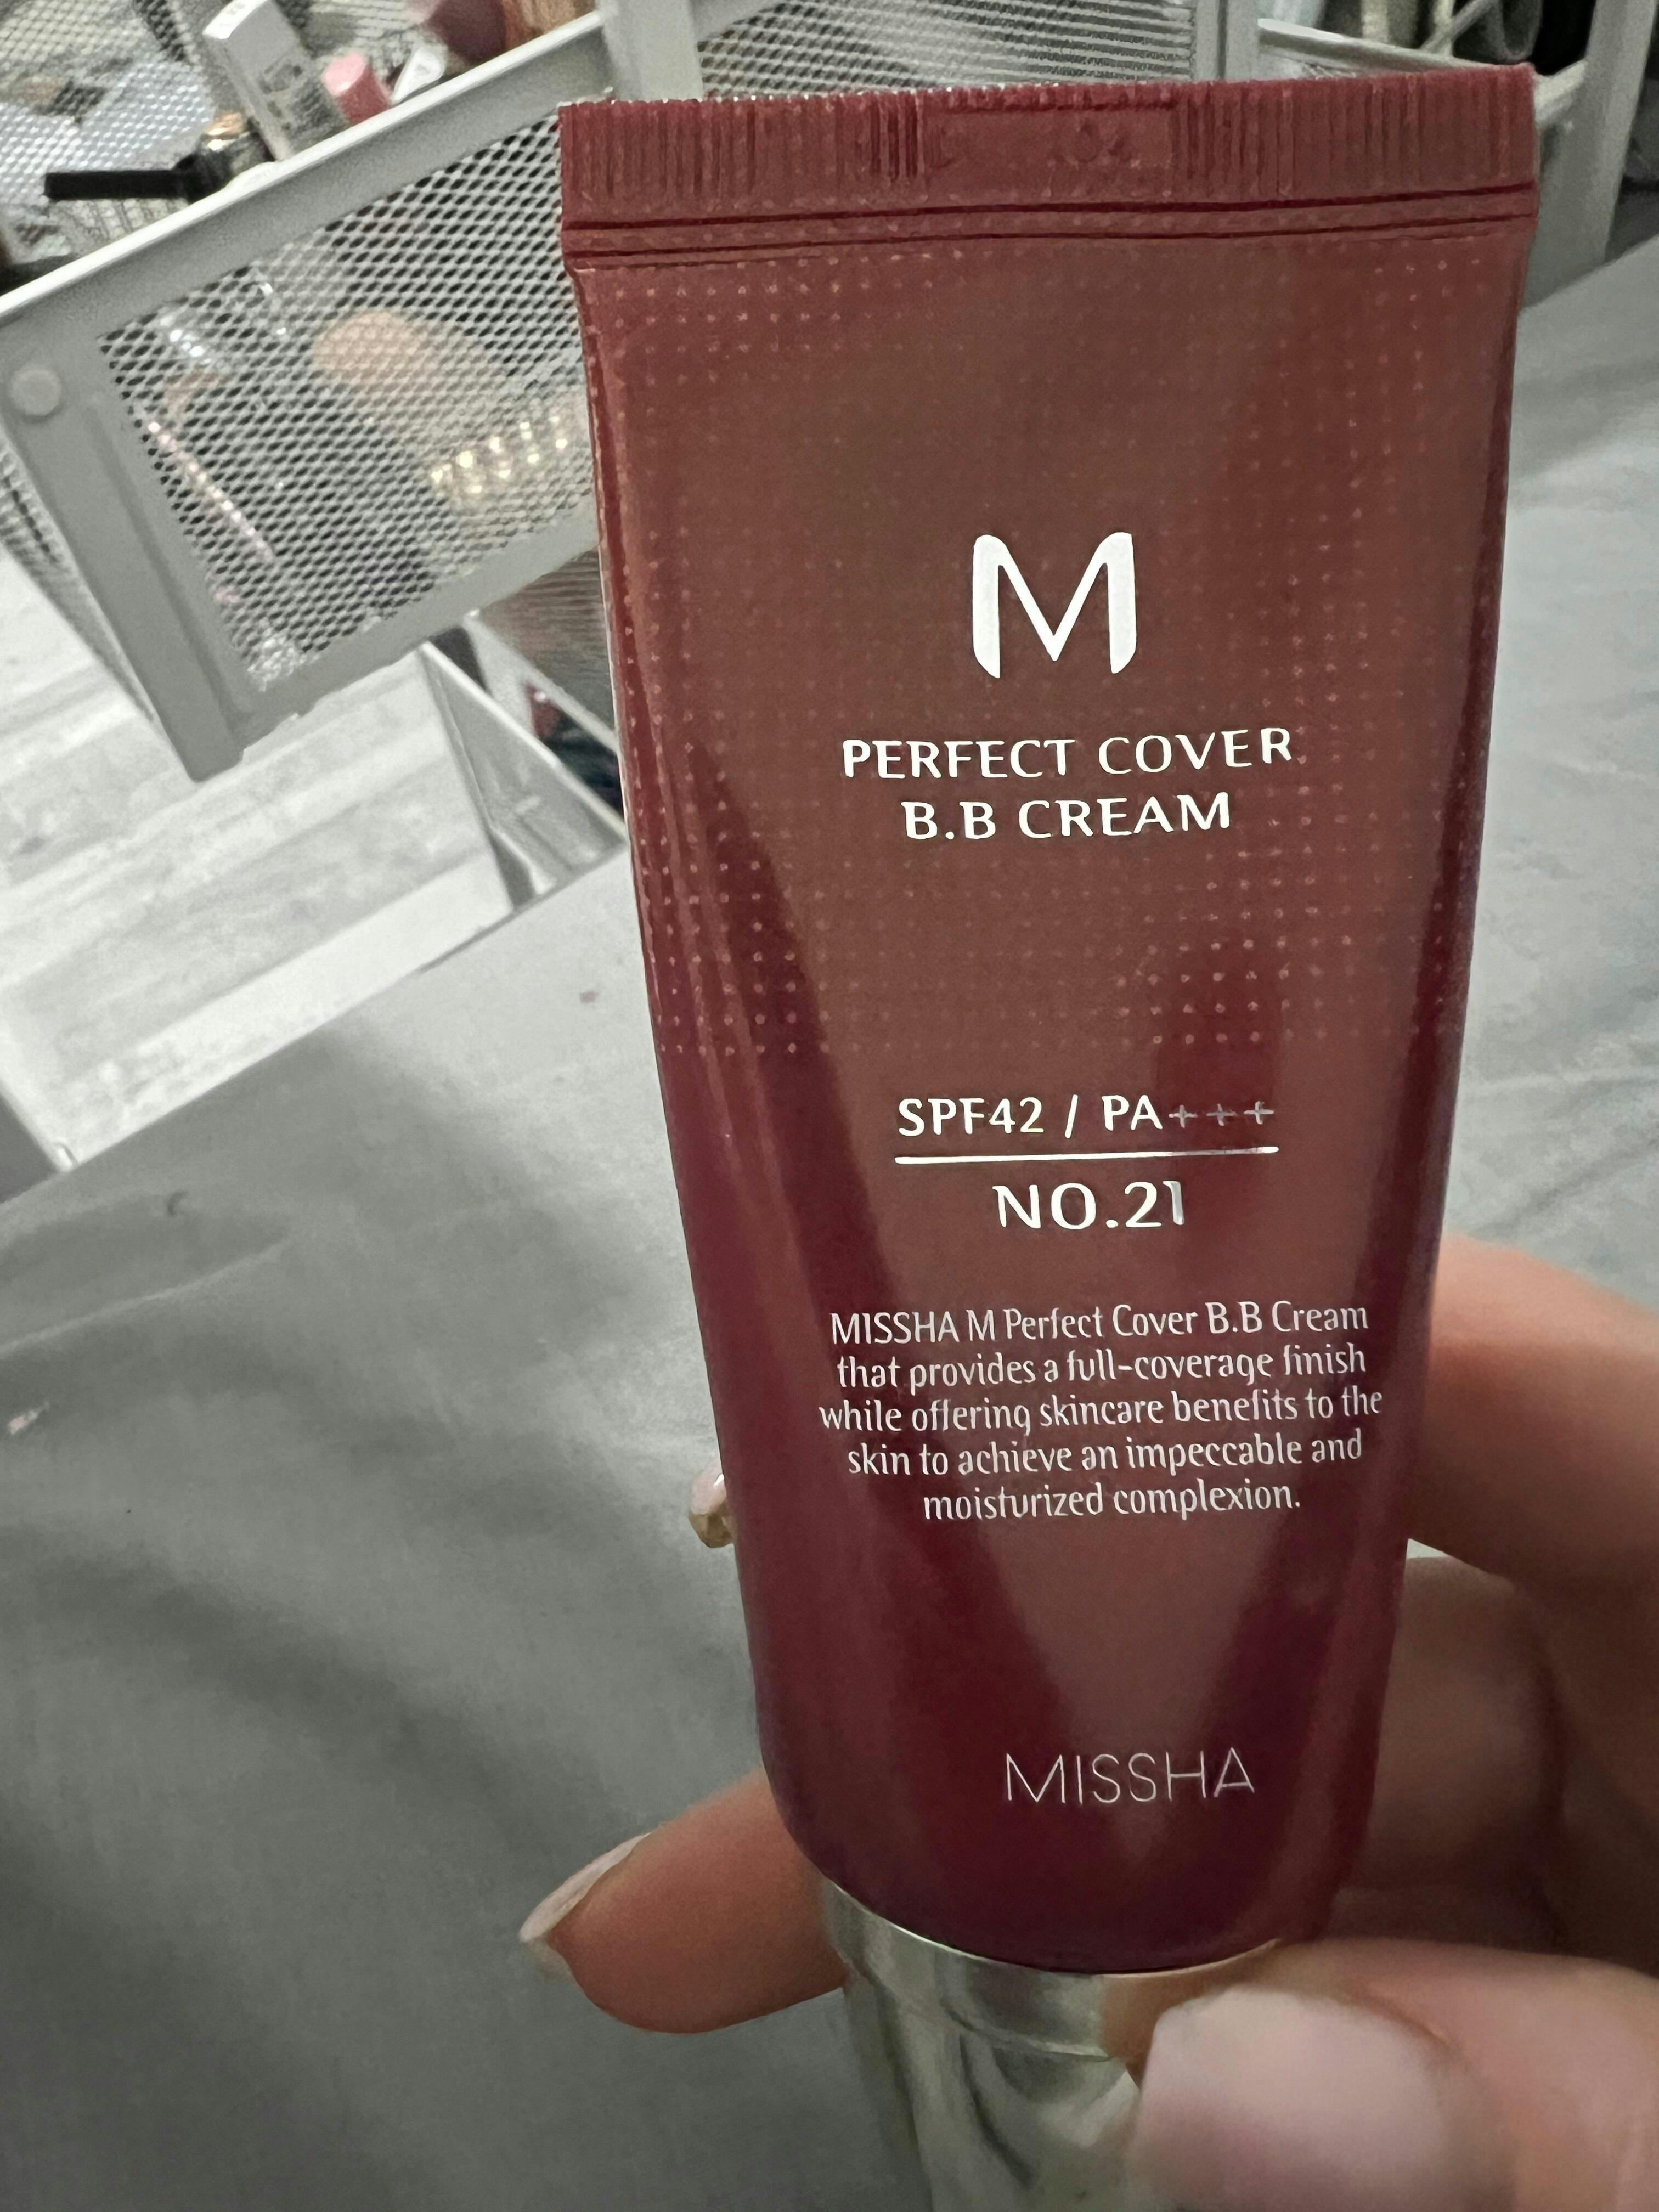 M
PERFECT COVER
B.B CREAM
SPF42 / PA+++
NO.21
MISSHA M Perfect Cover B.B Cream
that provides a full-coverage finish
while offering skincare benefits to the
skin to achieve an impeccable and
moisturized complexion.
MISSHA